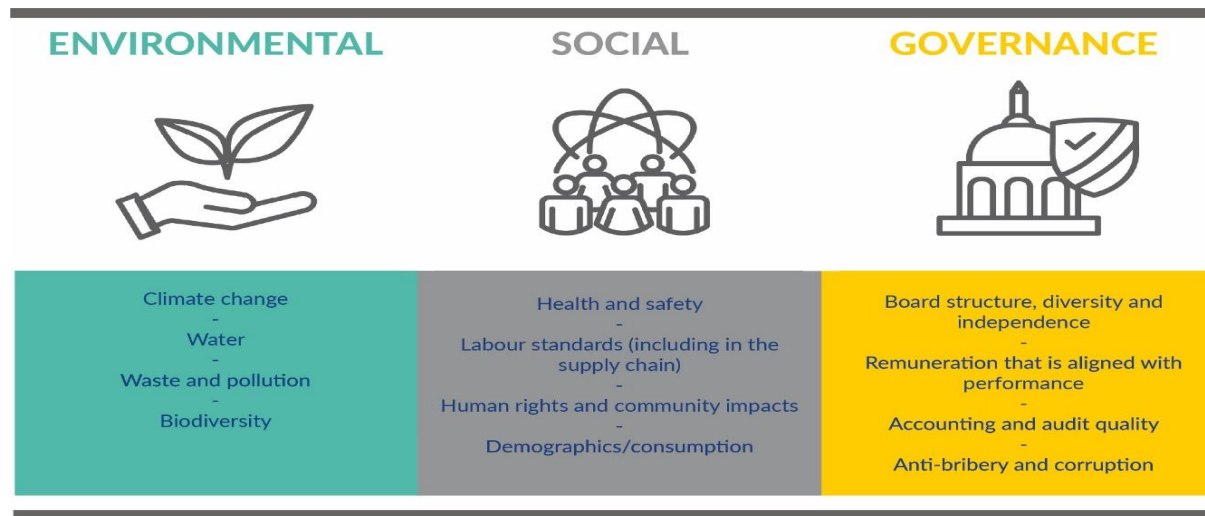 ENVIRONMENTAL
Climate change
-
Water
-
Waste and pollution
-
Biodiversity
SOCIAL
Health and safety
-
Labour standards (including in the
supply chain)
-
Human rights and community impacts
-
Demographics/consumption
GOVERNANCE
Board structure, diversity and
independence
-
Remuneration that is aligned with
performance
-
Accounting and audit quality
-
Anti-bribery and corruption